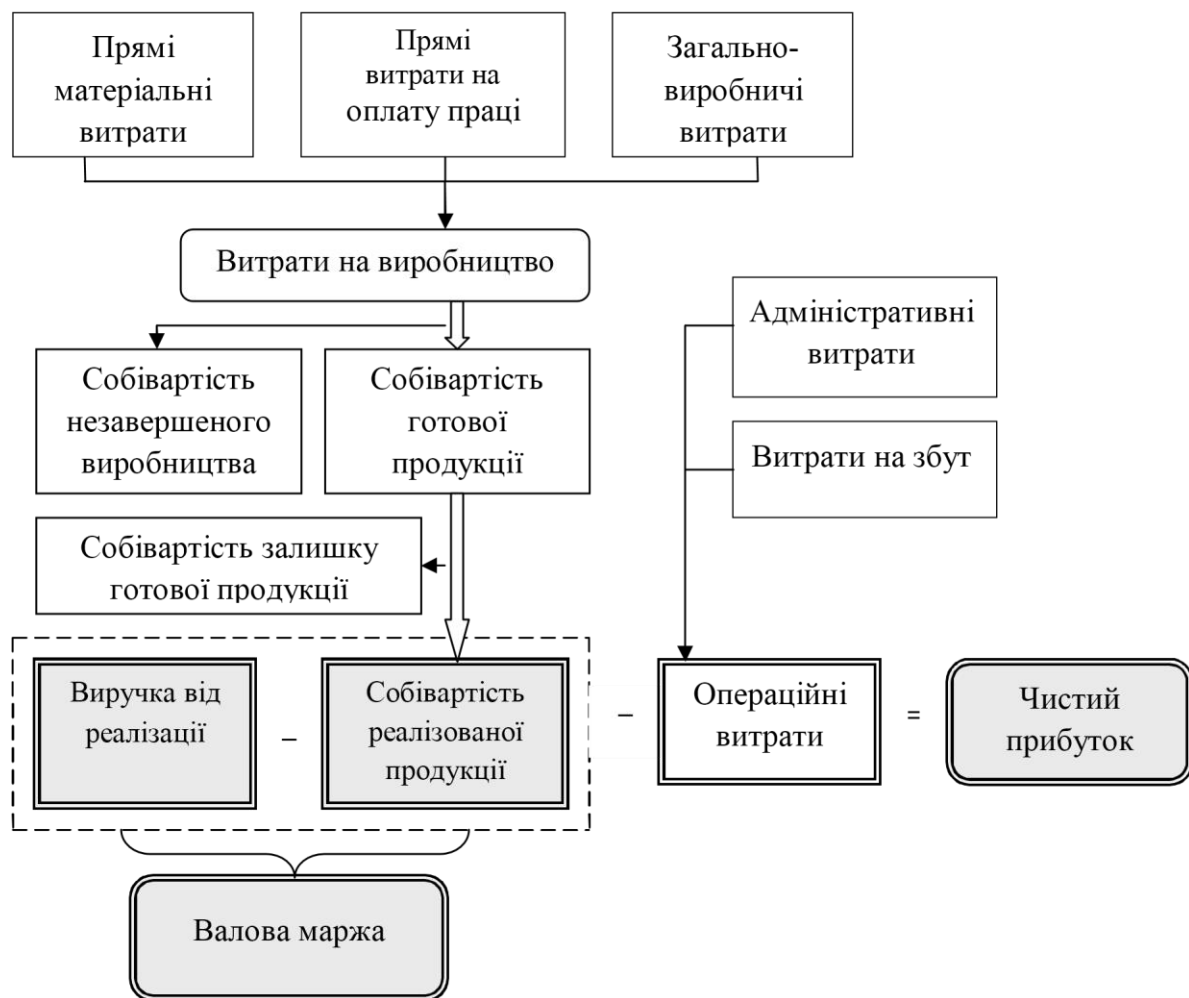 Прямі
матеріальні
витрати
Прямі
витрати на
оплату праці
Загально-
виробничі
витрати
Витрати на виробництво
Адміністративні
витрати
Собівартість
незавершеного
виробництва
Собівартість
готової
продукції
Витрати на збут
Собівартість залишку
готової продукції
Виручка від
реалізації
–
Собівартість
реалізованої
продукції
–
Операційні
витрати
=
Чистий
прибуток
Валова маржа